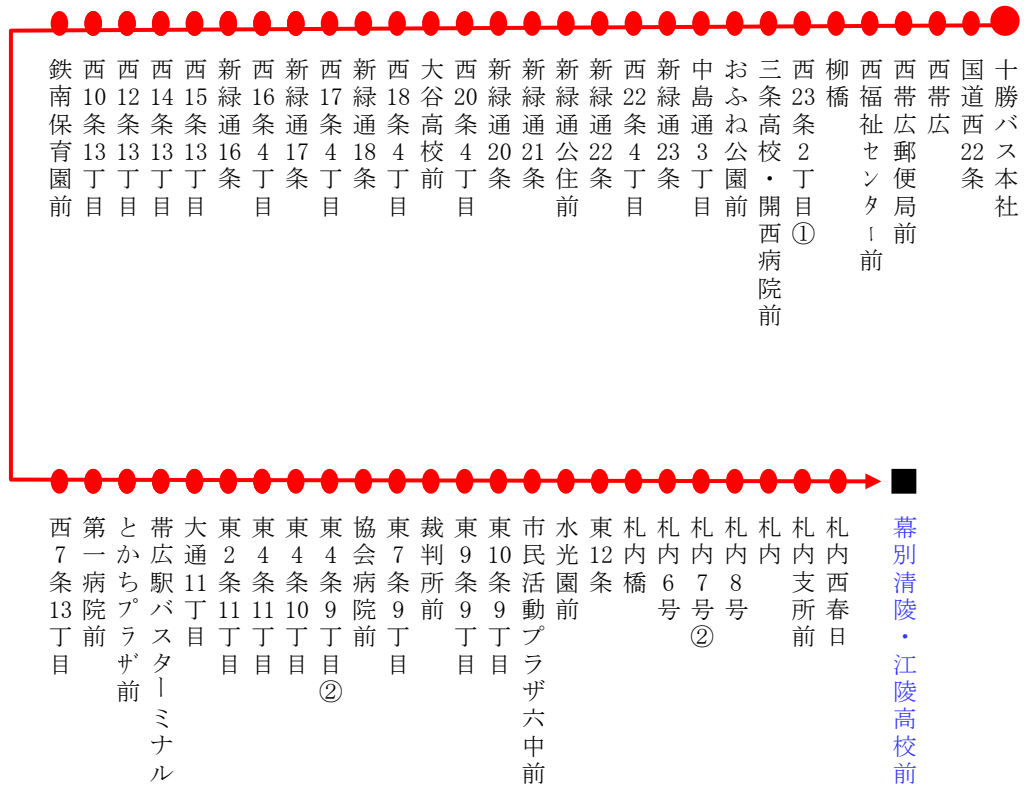 十勝バス本社
国道西22条
西帯広
西帯広郵便局前
西福祉センター前
柳橋
西23条2丁目①
三条高校・開西病院前
おふね公園前
中島通3丁目
新緑通23条
西22条4丁目
新緑通22条
新緑通公住前
新緑通21条
新緑通20条
西20条4丁目
大谷高校前
西18条4丁目
新緑通18条
西17条4丁目
新緑通17条
西16条4丁目
新緑通16条
西15条13丁目
西14条13丁目
西12条13丁目
西10条13丁目
鉄南保育園前
西7条13丁目
第一病院前
とかちプラザ前
帯広駅バスターミナル
大通11丁目
東2条11丁目
東4条11丁目
東4条10丁目
東4条9丁目②
協会病院前
東7条9丁目
裁判所前
東9条9丁目
東10条9丁目
市民活動プラザ六中前
水光園前
東12条
札内橋
札内6号
札内7号②
札内8号
札内
札内支所前
札内西春日
幕別清陵・江陵高校前